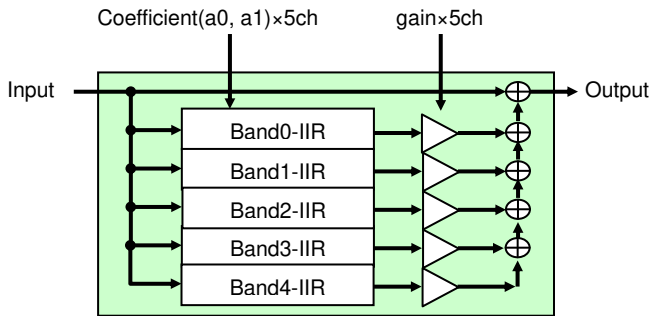 Coefficient(a0, a1)×5ch
gain×5ch
Input
Output
Band0-IIR
Band1-IIR
Band2-IIR
Band3-IIR
Band4-IIR